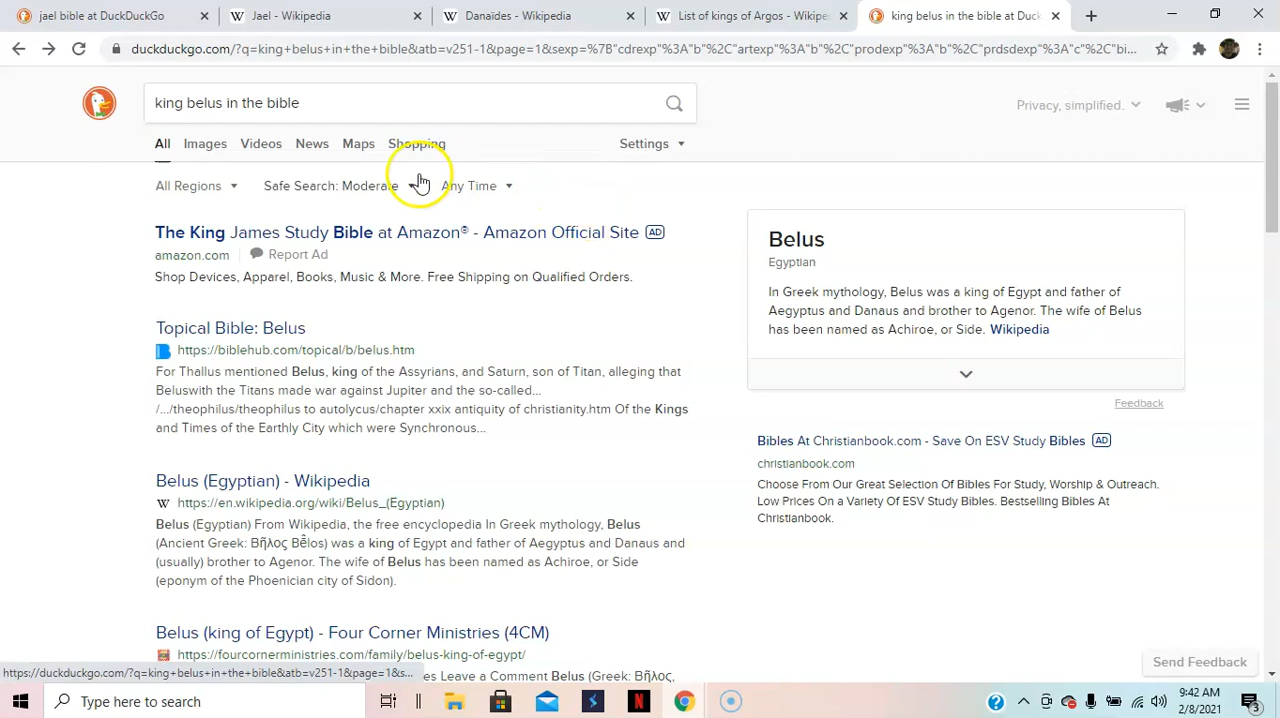 jael bible at DuckDuckGo
Jael - Wikipedia
Danaïdes - Wikipedia
List of kings of Argos - Wikipe
king belus in the bible at Duck
duckduckgo.com/?q=king+belus+in+the+bible&atb=v251-1&page=1&sexp=%7B"cdrexp"%3A"b"%2C"artexp"%3A"b"%2C"prodexp"%3A"b"%2C"prdsdexp"%3A"c"%2C"bi...
king belus in the bible
Privacy, simplified.
All Images Videos News Maps Shopping Settings
All Regions Safe Search: Moderate Any Time
The King James Study Bible at Amazon® - Amazon Official Site AD
amazon.com Report Ad
Shop Devices, Apparel, Books, Music & More. Free Shipping on Qualified Orders.
Topical Bible: Belus
https://biblehub.com/topical/b/belus.htm
For Thallus mentioned Belus, king of the Assyrians, and Saturn, son of Titan, alleging that
Beluswith the Titans made war against Jupiter and the so-called...
/.../theophilus/theophilus to autolycus/chapter xxix antiquity of christianity.htm Of the Kings
and Times of the Earthly City which were Synchronous...
Belus (Egyptian) - Wikipedia
https://en.wikipedia.org/wiki/Belus_(Egyptian)
Belus (Egyptian) From Wikipedia, the free encyclopedia In Greek mythology, Belus
(Ancient Greek: Βῆλος Bē̂los) was a king of Egypt and father of Aegyptus and Danaus and
(usually) brother to Agenor. The wife of Belus has been named as Achiroe, or Side
(eponym of the Phoenician city of Sidon).
Belus (king of Egypt) - Four Corner Ministries (4CM)
https://fourcornerministries.com/family/belus-king-of-egypt/
es Leave a Comment Belus (Egyptian,
Belus
Egyptian
In Greek mythology, Belus was a king of Egypt and father of
Aegyptus and Danaus and brother to Agenor. The wife of Belus
has been named as Achiroe, or Side. Wikipedia
Feedback
Bibles At Christianbook.com - Save On ESV Study Bibles AD
christianbook.com
Choose From Our Great Selection Of Bibles For Study, Worship & Outreach.
Low Prices On a Variety Of ESV Study Bibles. Bestselling Bibles At
Christianbook.
Send Feedback
https://duckduckgo.com/?q=king+belus+in+the+bible&atb=v251-1&page=1&s...
Type here to search
9:42 AM
2/8/2021
3